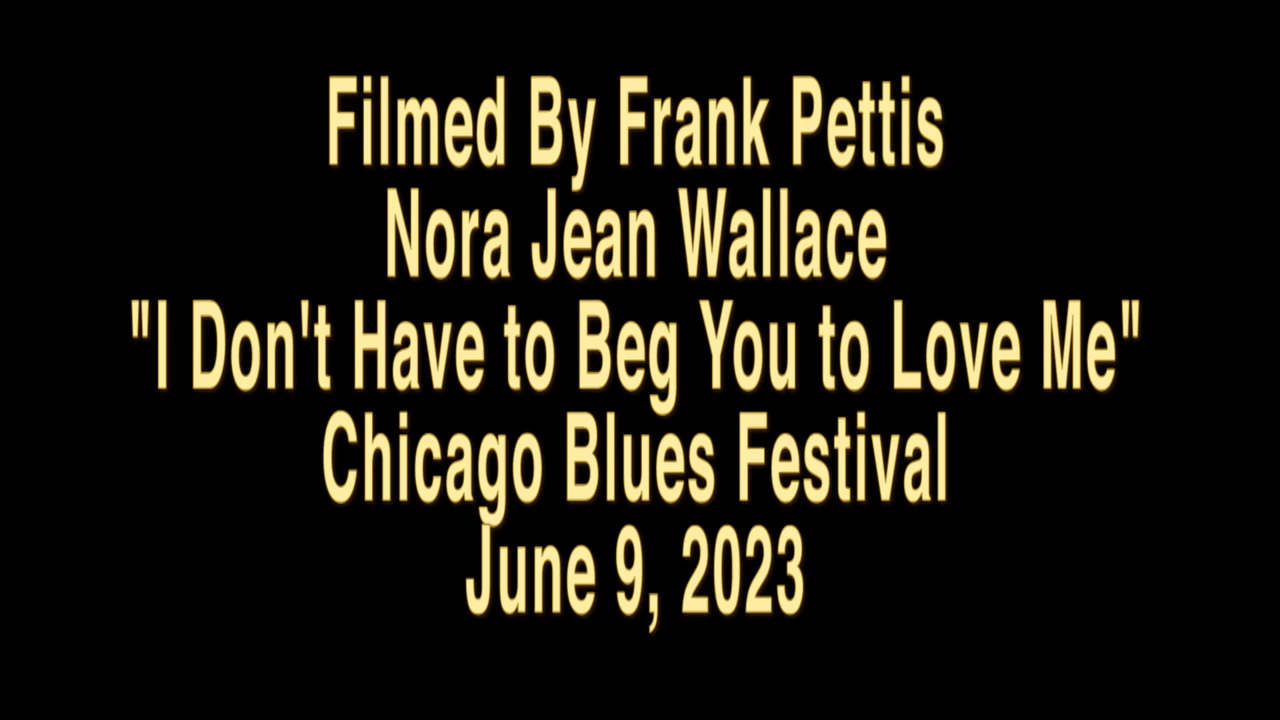 Filmed By Frank Pettis
Nora Jean Wallace
"I Don't Have to Beg You to Love Me"
Chicago Blues Festival
June 9, 2023